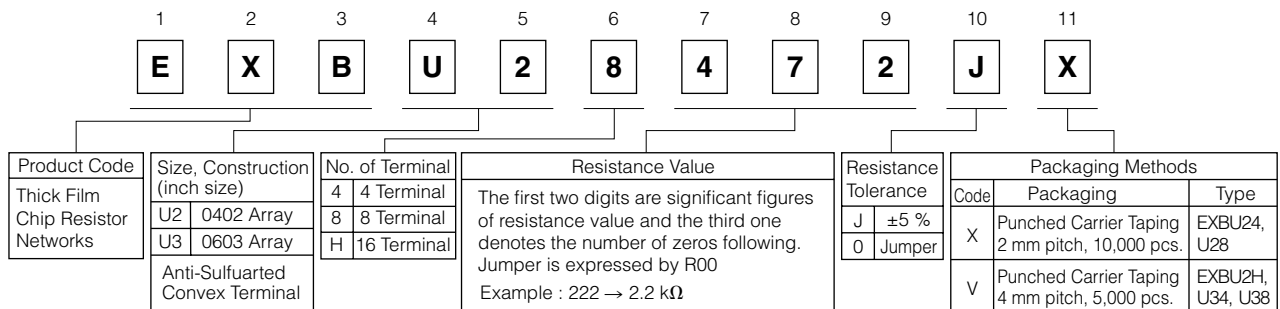 1 2 3 4 5 6 7 8 9 10 11
E X B U 2 8 4 7 2 J X
Product Code
Thick Film
Chip Resistor
Networks
Size, Construction
(inch size)
U2 0402 Array
U3 0603 Array
Anti-Sulfuarted
Convex Terminal
No. of Terminal
4 4 Terminal
8 8 Terminal
H 16 Terminal
Resistance Value
The first two digits are significant figures
of resistance value and the third one
denotes the number of zeros following.
Jumper is expressed by R00
Example : 222 → 2.2 kΩ
Resistance
Tolerance
J ±5 %
0 Jumper
Packaging Methods
Code Packaging Type
X Punched Carrier Taping EXBU24,
2 mm pitch, 10,000 pcs. U28
V Punched Carrier Taping EXBU2H,
4 mm pitch, 5,000 pcs. U34, U38